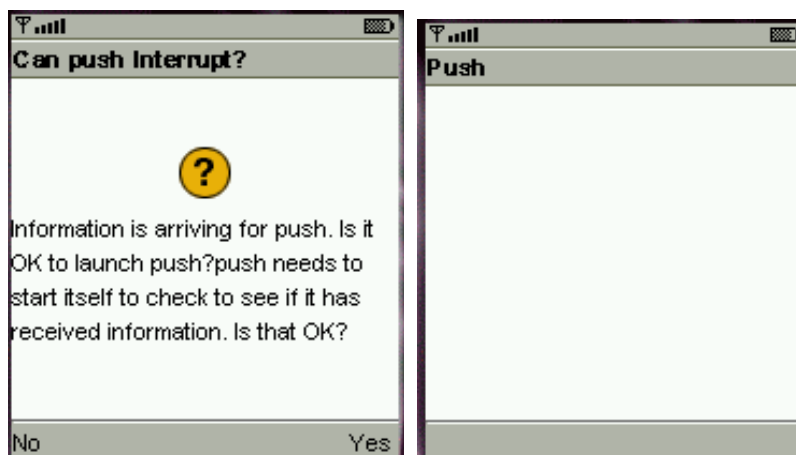 Can push Interrupt?
Information is arriving for push. Is it
OK to launch push?push needs to
start itself to check to see if it has
received information. Is that OK?
No Yes
Push